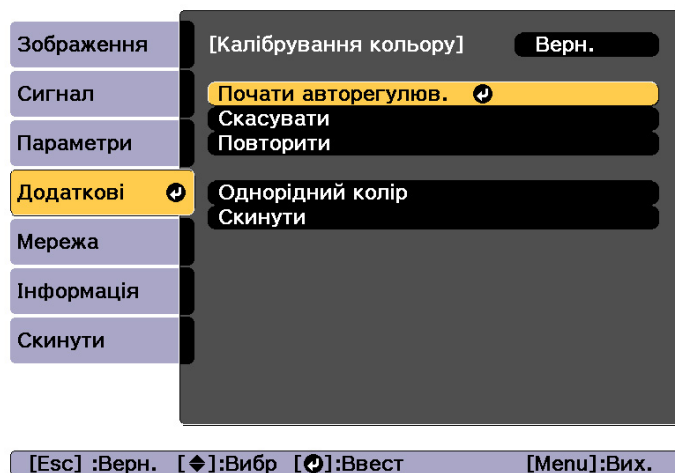 Зображення
Сигнал
Параметри
Додаткові
Мережа
Інформація
Скинути
[Калібрування кольору] Верн.
Почати авторегулюв.
Скасувати
Повторити
Однорідний колір
Скинути
[Esc] :Верн. [◆]:Вибр [↵]:Ввест [Menu]:Вих.